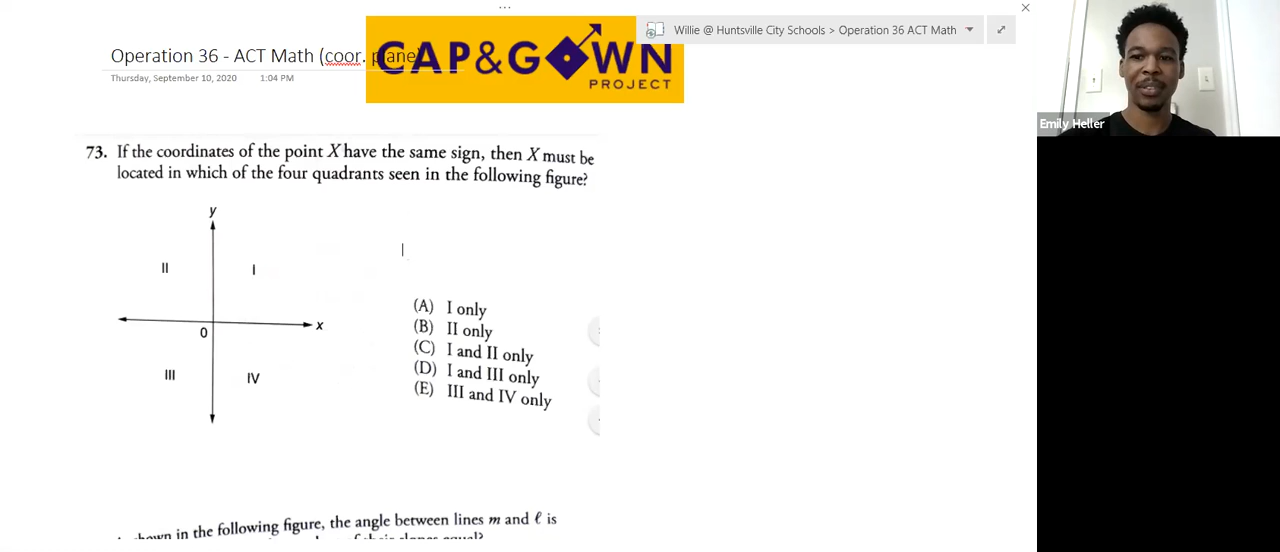 ...
Willie @ Huntsville City Schools > Operation 36 ACT Math
Operation 36 - ACT Math (coor. plane)
CAP&GOWN
PROJECT
Thursday, September 10, 2020 1:04 PM
Emily Heller
73. If the coordinates of the point X have the same sign, then X must be
located in which of the four quadrants seen in the following figure?
y
II I
x
0
III IV
(A) I only
(B) II only
(C) I and II only
(D) I and III only
(E) III and IV only
shown in the following figure, the angle between lines m and ℓ is
slopes equal?